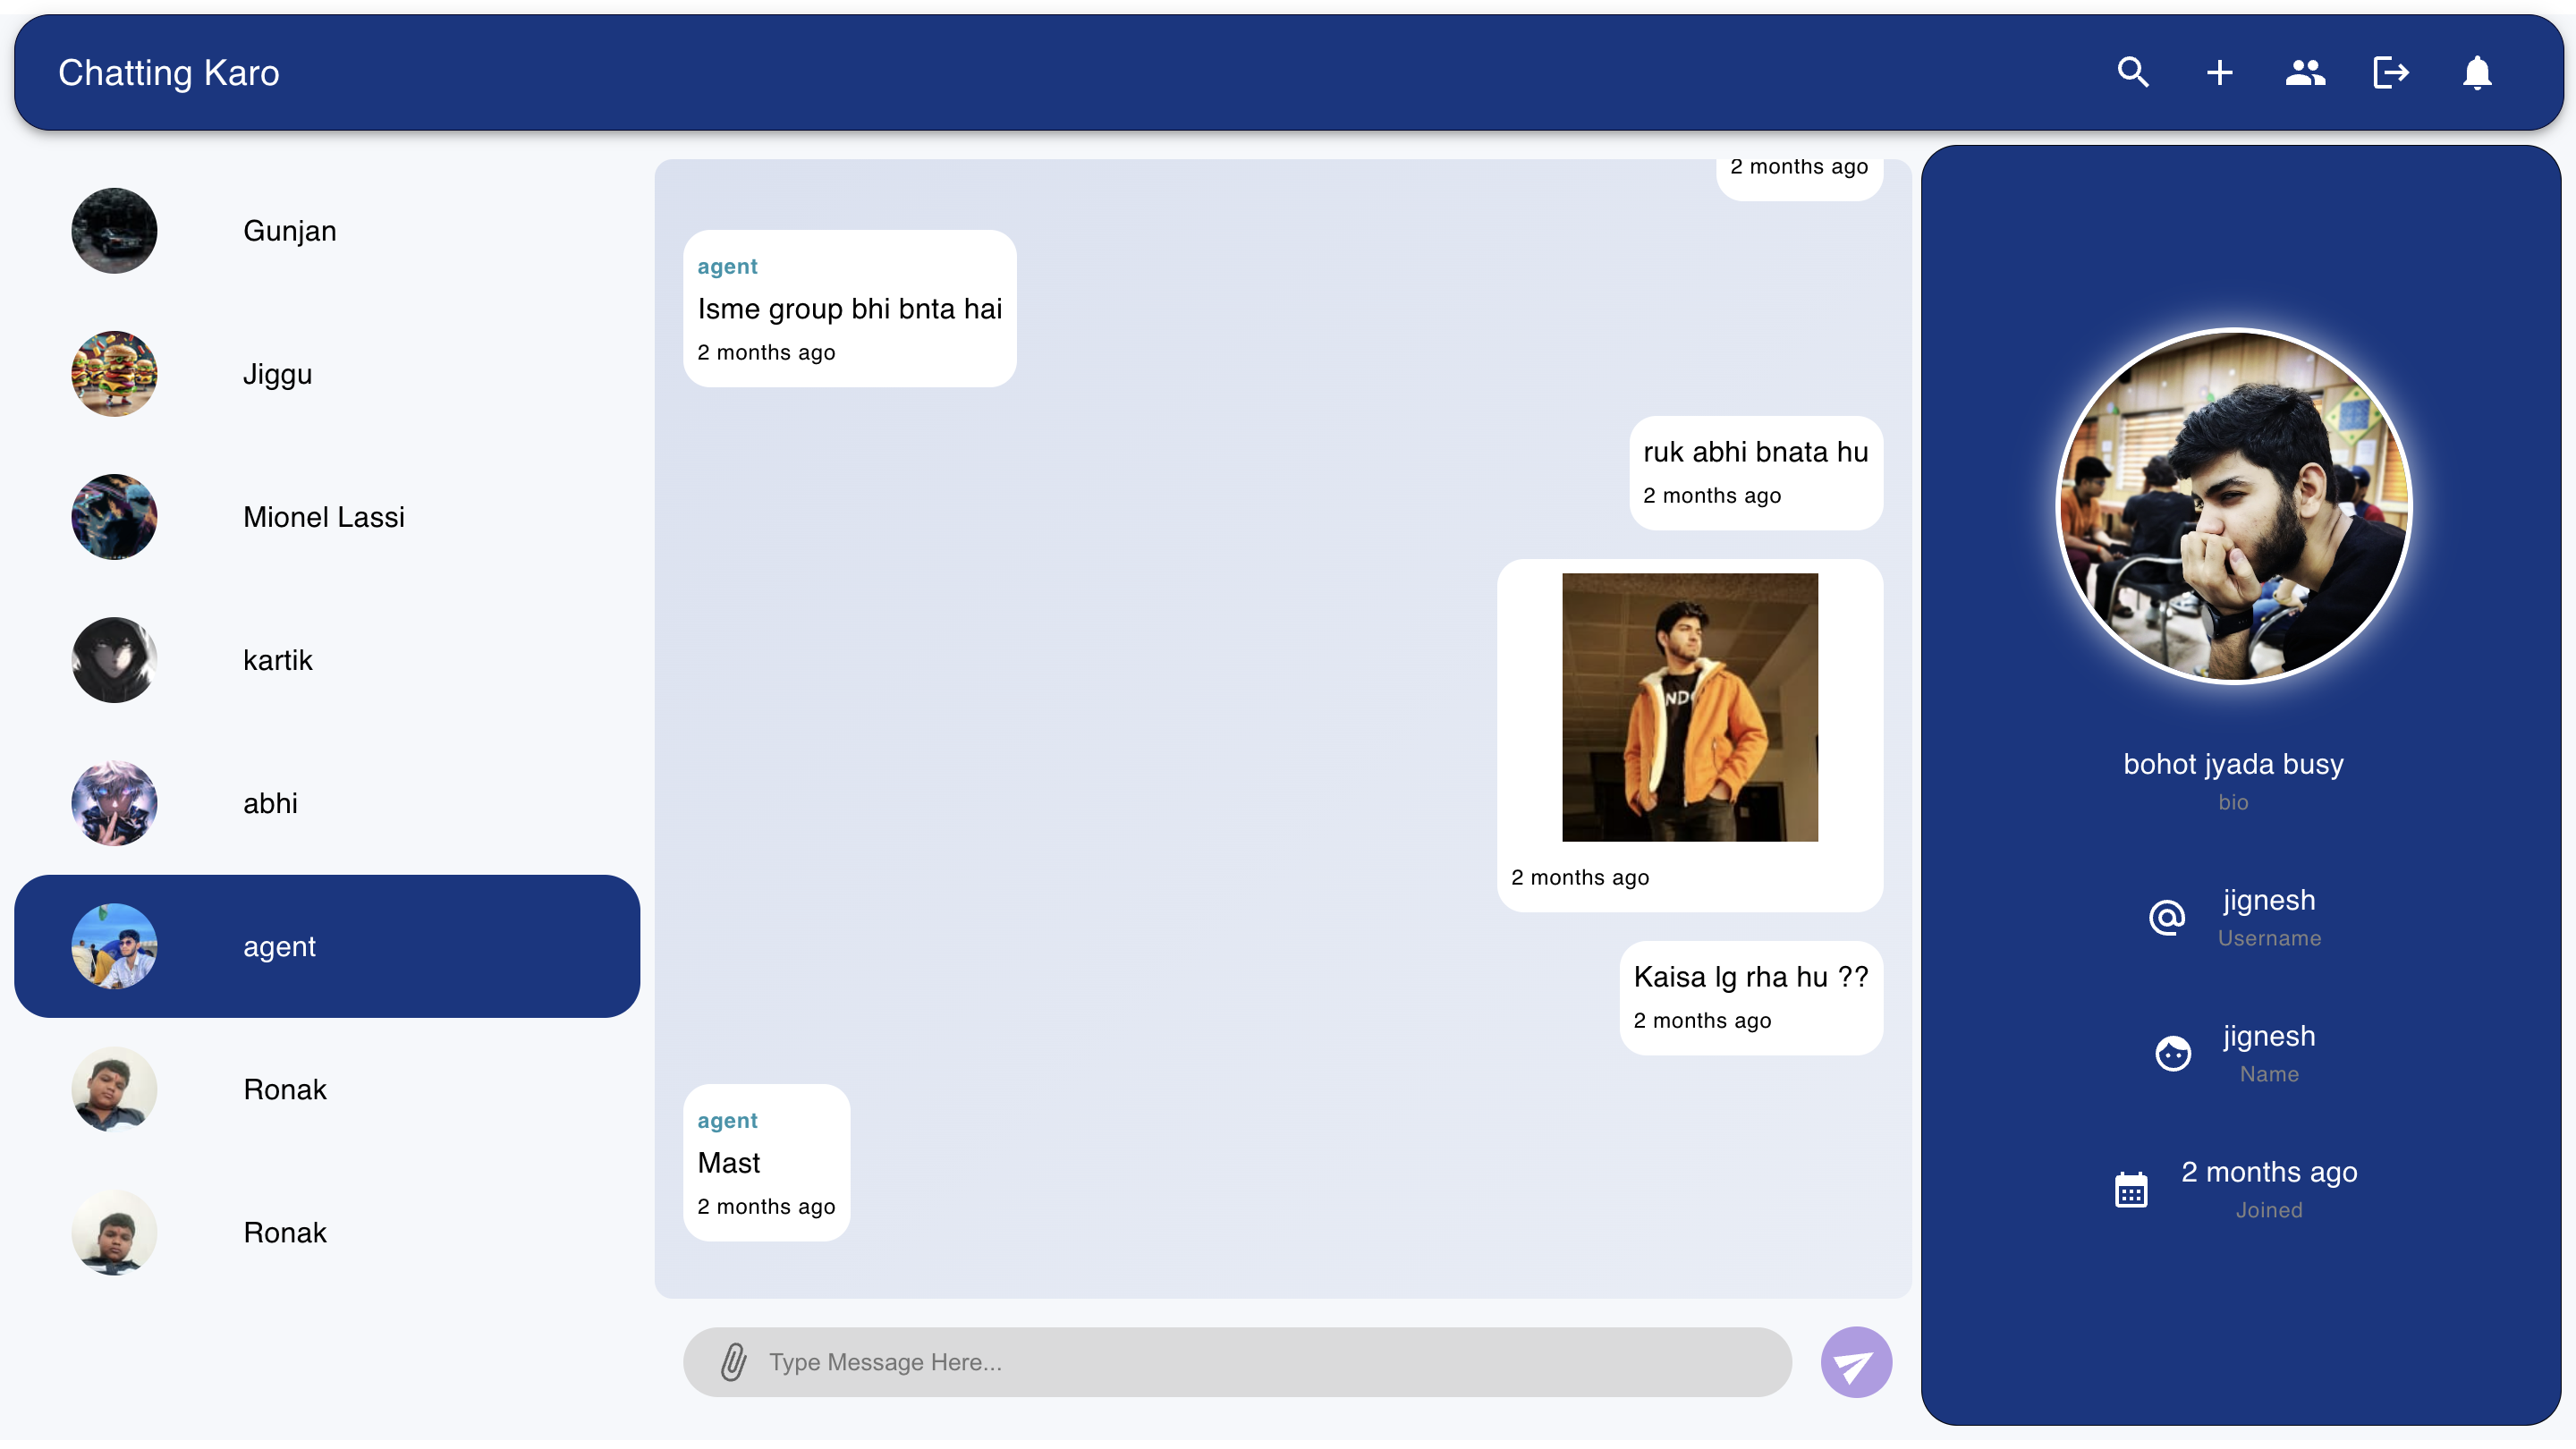 Chatting Karo
Gunjan
Jiggu
Mionel Lassi
kartik
abhi
agent
Ronak
Ronak
2 months ago
agent
Isme group bhi bnta hai
2 months ago
ruk abhi bnata hu
2 months ago
ND
2 months ago
Kaisa lg rha hu ??
2 months ago
agent
Mast
2 months ago
Type Message Here...
bohot jyada busy
bio
jignesh
Username
jignesh
Name
2 months ago
Joined